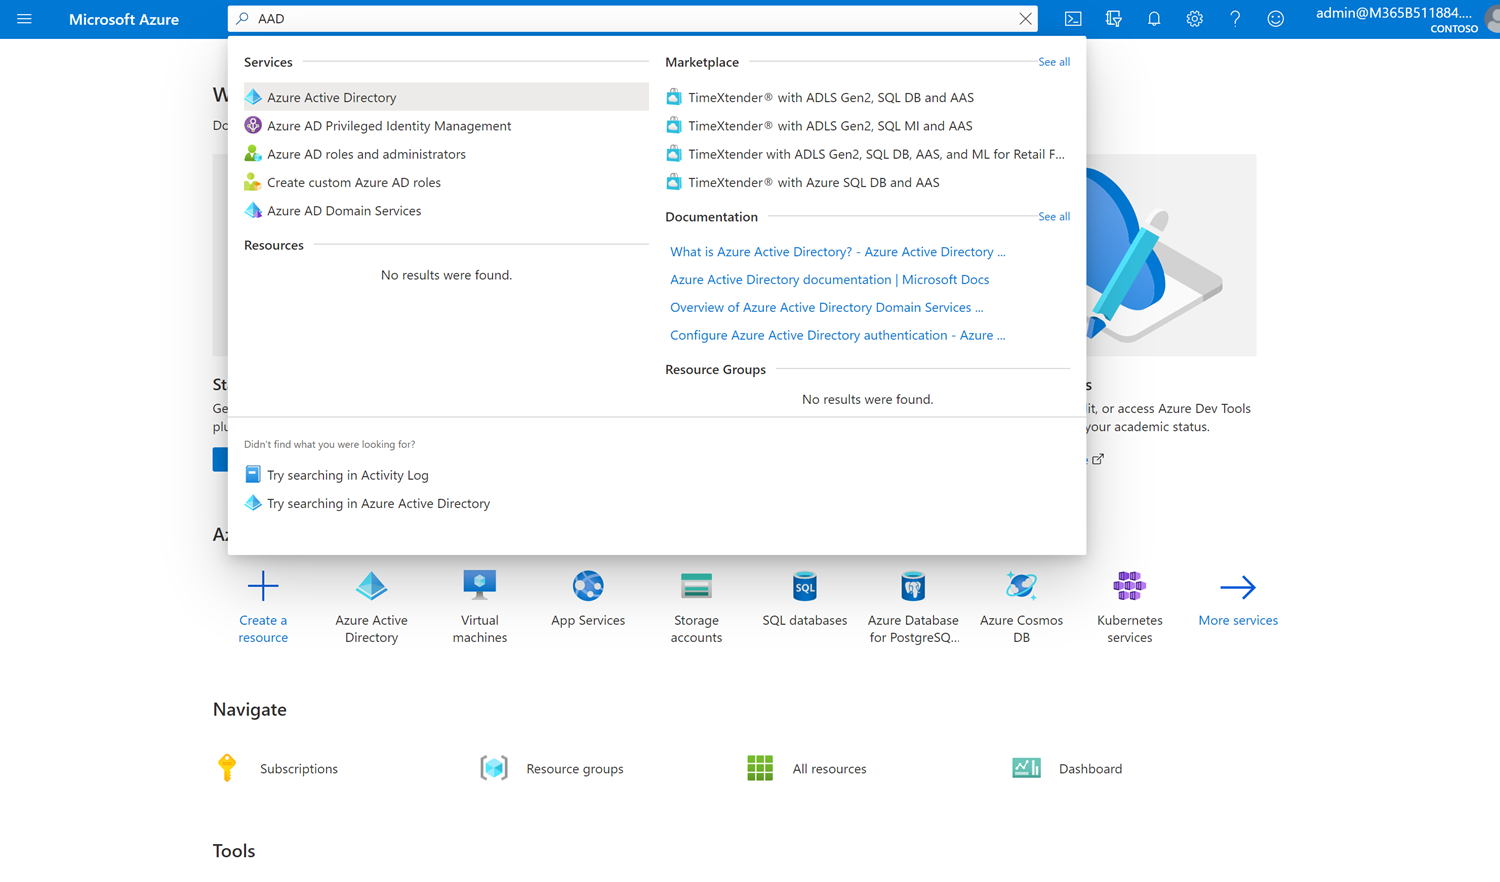 Microsoft Azure
AAD
admin@M365B511884....
CONTOSO
Services
Azure Active Directory
Azure AD Privileged Identity Management
Azure AD roles and administrators
Create custom Azure AD roles
Azure AD Domain Services
Resources
No results were found.
Marketplace
See all
TimeXtender® with ADLS Gen2, SQL DB and AAS
TimeXtender® with ADLS Gen2, SQL MI and AAS
TimeXtender with ADLS Gen2, SQL DB, AAS, and ML for Retail F...
TimeXtender® with Azure SQL DB and AAS
Documentation
See all
What is Azure Active Directory? - Azure Active Directory ...
Azure Active Directory documentation | Microsoft Docs
Overview of Azure Active Directory Domain Services ...
Configure Azure Active Directory authentication - Azure ...
Resource Groups
No results were found.
Didn't find what you were looking for?
Try searching in Activity Log
Try searching in Azure Active Directory
W
Do
St
Ge
plu
s
it, or access Azure Dev Tools
your academic status.
Az
Create a
resource
Azure Active
Directory
Virtual
machines
App Services
Storage
accounts
SQL
SQL databases
Azure Database
for PostgreSQ...
Azure Cosmos
DB
Kubernetes
services
More services
Navigate
Subscriptions
Resource groups
All resources
Dashboard
Tools